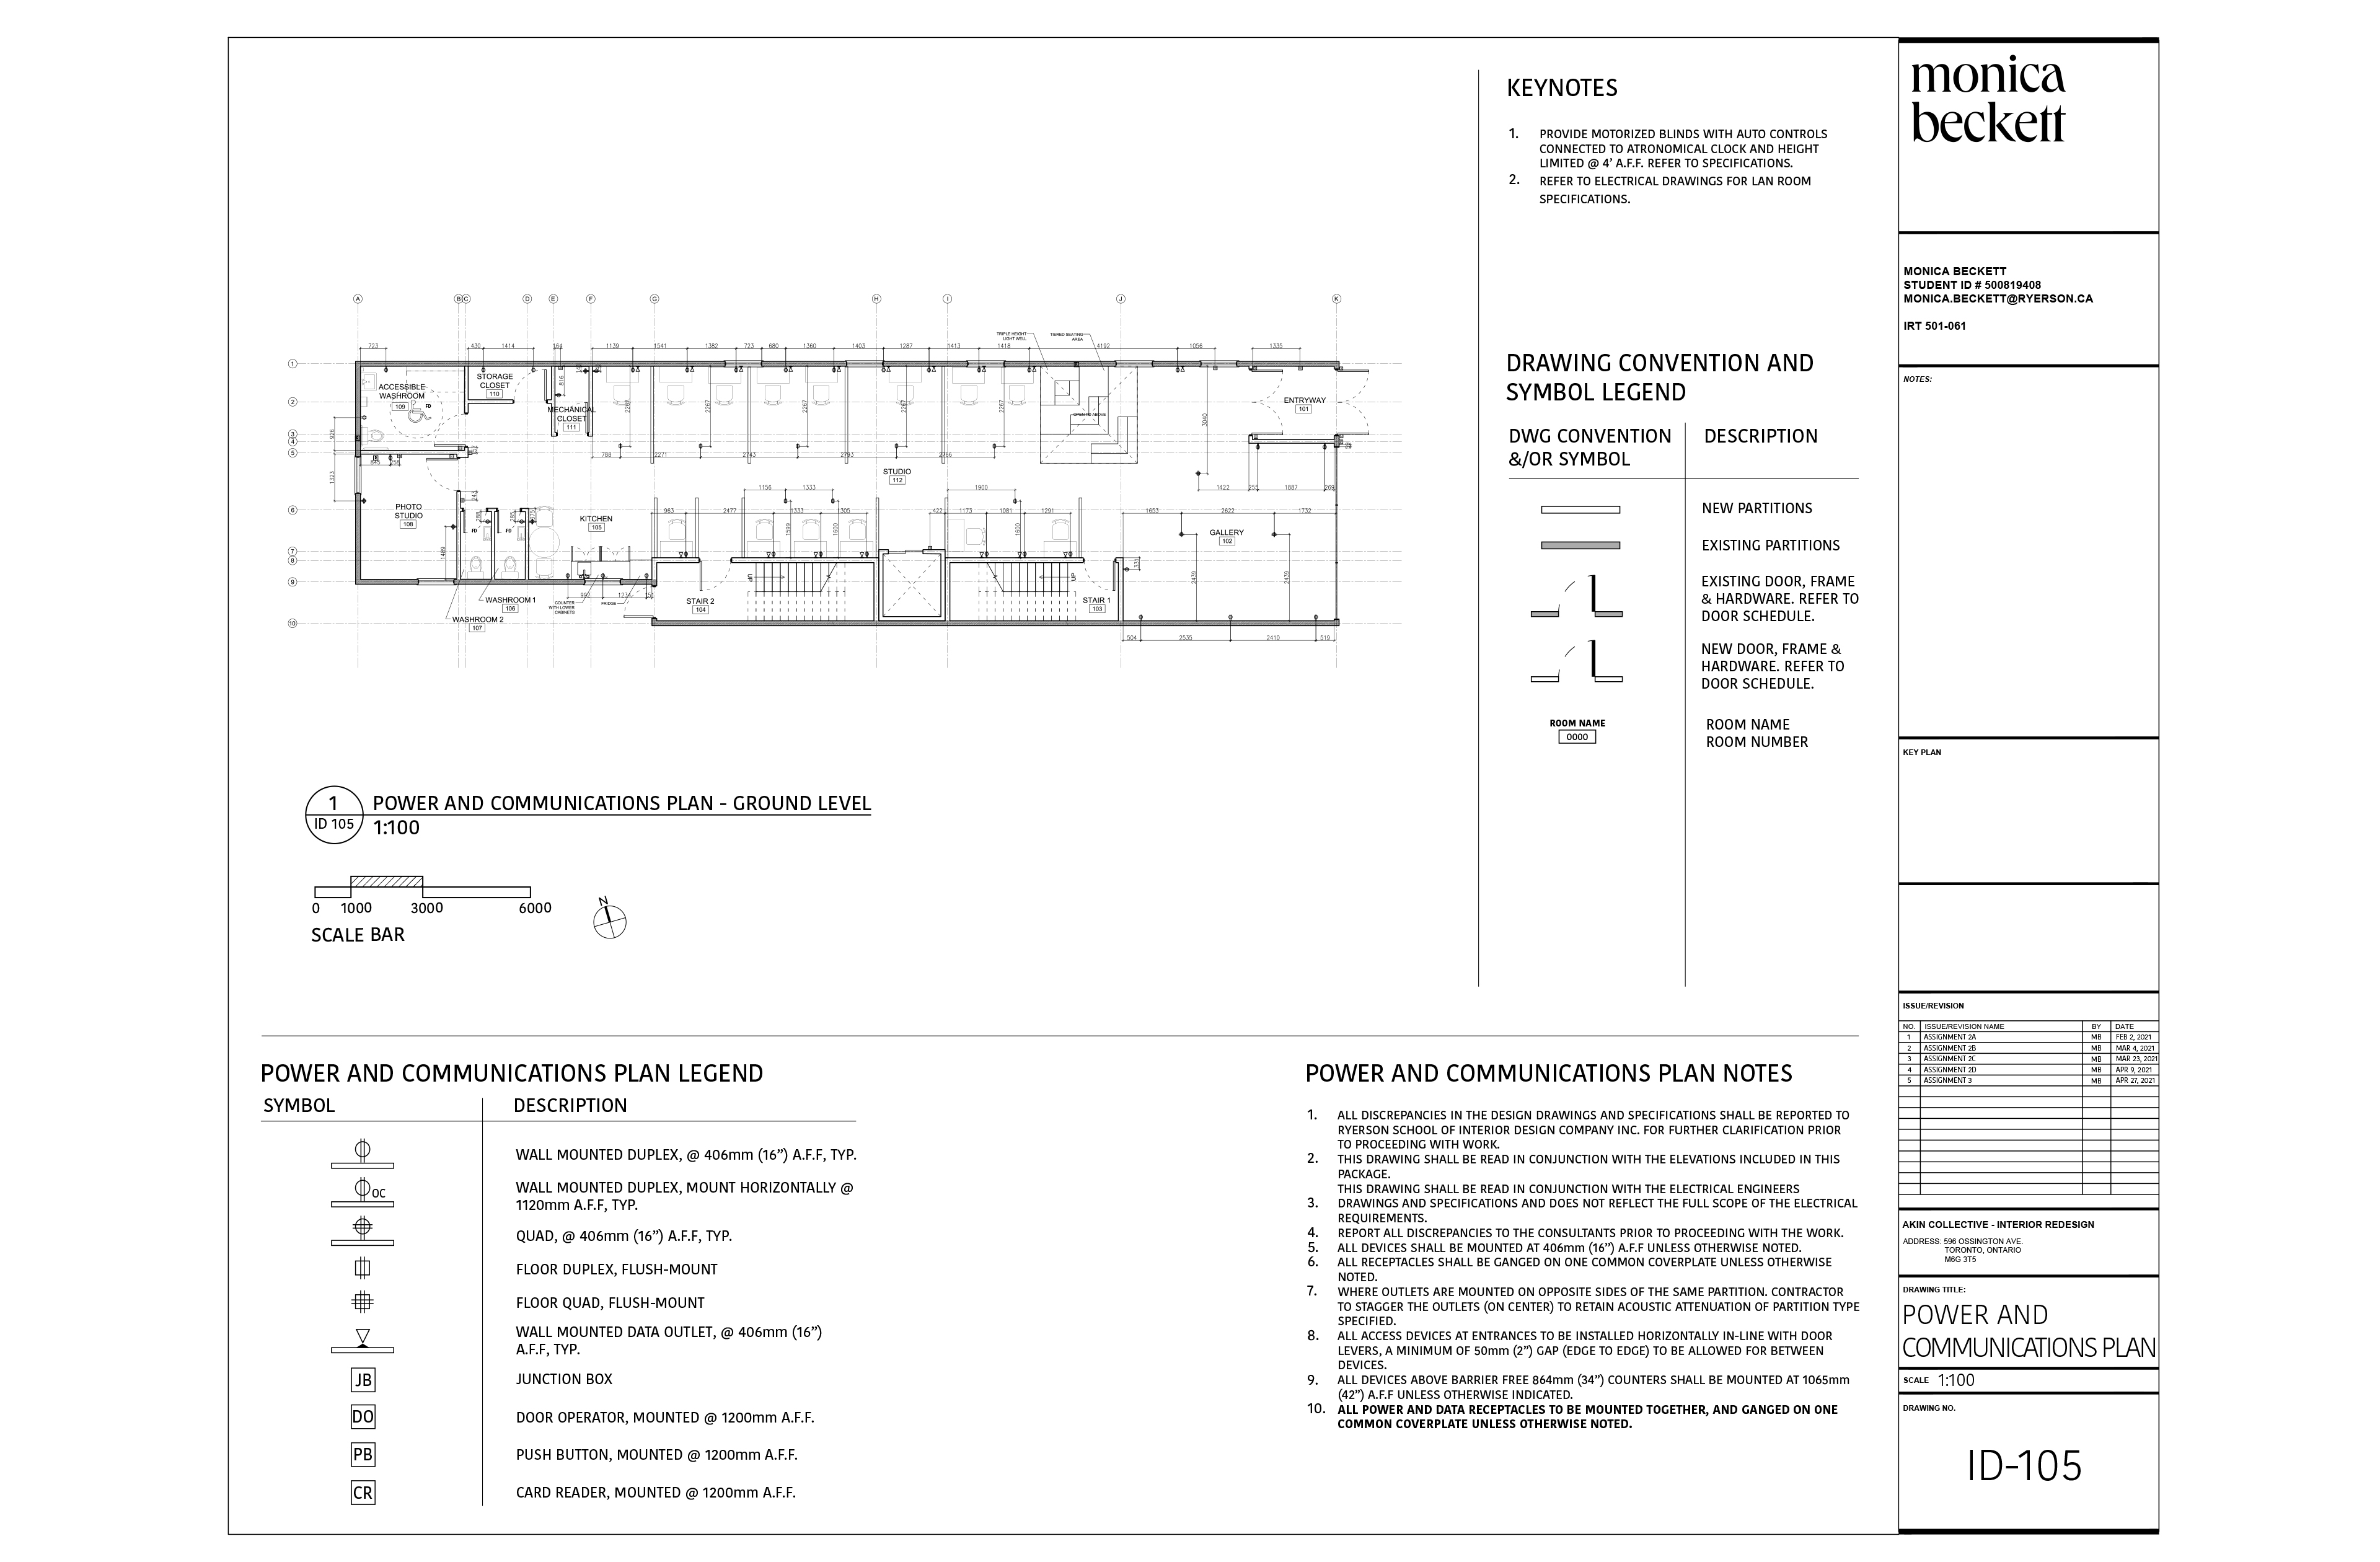 monica
beckett
MONICA BECKETT
STUDENT ID # 500819408
MONICA.BECKETT@RYERSON.CA
IRT 501-061
NOTES:
KEY PLAN
ISSUE/REVISION
NO. ISSUE/REVISION NAME BY DATE
1 ASSIGNMENT 2A MB FEB 2, 2021
2 ASSIGNMENT 2B MB MAR 4, 2021
3 ASSIGNMENT 2C MB MAR 23, 2021
4 ASSIGNMENT 2D MB APR 9, 2021
5 ASSIGNMENT 3 MB APR 27, 2021
AKIN COLLECTIVE - INTERIOR REDESIGN
ADDRESS: 596 OSSINGTON AVE.
TORONTO, ONTARIO
M6G 3T5
DRAWING TITLE:
POWER AND
COMMUNICATIONS PLAN
SCALE 1:100
DRAWING NO.
ID-105
KEYNOTES
1. PROVIDE MOTORIZED BLINDS WITH AUTO CONTROLS
CONNECTED TO ATRONOMICAL CLOCK AND HEIGHT
LIMITED @ 4’ A.F.F. REFER TO SPECIFICATIONS.
2. REFER TO ELECTRICAL DRAWINGS FOR LAN ROOM
SPECIFICATIONS.
DRAWING CONVENTION AND
SYMBOL LEGEND
DWG CONVENTION
&/OR SYMBOL
DESCRIPTION
NEW PARTITIONS
EXISTING PARTITIONS
EXISTING DOOR, FRAME
& HARDWARE. REFER TO
DOOR SCHEDULE.
NEW DOOR, FRAME &
HARDWARE. REFER TO
DOOR SCHEDULE.
ROOM NAME
0000
ROOM NAME
ROOM NUMBER
A B C D E F G H I J K
1
2
3
4
5
6
7
8
9
10
TRIPLE HEIGHT
LIGHT WELL
TIERED SEATING
AREA
723 430 1414 164 1139 1541 1382 723 680 1360 1403 1287 1413 1418 4192 1056 1335
ACCESSIBLE
WASHROOM
109
FD
STORAGE
CLOSET
110
816
MECHANICAL
CLOSET
111
2267 2267 2267 2267
3040
ENTRYWAY
101
926
1323
788 2271 2743 2793 2766
STUDIO
112
1156 1333 1900
1422 255 1887 269
PHOTO
STUDIO
108
FD
FD
1489
KITCHEN
105
963 2477 1333 1305 422 1173 1081 1291
1599 1600 1600
1653 2622 1732
GALLERY
102
331
2439 2439
UP
UP
992 1234
COUNTER
WITH LOWER
CABINETS
FRIDGE
WASHROOM 1
106
WASHROOM 2
107
STAIR 2
104
STAIR 1
103
504 2535 2410 519
1
ID 105
POWER AND COMMUNICATIONS PLAN - GROUND LEVEL
1:100
0 1000 3000 6000
SCALE BAR
N
POWER AND COMMUNICATIONS PLAN LEGEND
SYMBOL DESCRIPTION
WALL MOUNTED DUPLEX, @ 406mm (16”) A.F.F, TYP.
OC
WALL MOUNTED DUPLEX, MOUNT HORIZONTALLY @
1120mm A.F.F, TYP.
QUAD, @ 406mm (16”) A.F.F, TYP.
FLOOR DUPLEX, FLUSH-MOUNT
FLOOR QUAD, FLUSH-MOUNT
WALL MOUNTED DATA OUTLET, @ 406mm (16”)
A.F.F, TYP.
JB JUNCTION BOX
DO DOOR OPERATOR, MOUNTED @ 1200mm A.F.F.
PB PUSH BUTTON, MOUNTED @ 1200mm A.F.F.
CR CARD READER, MOUNTED @ 1200mm A.F.F.
POWER AND COMMUNICATIONS PLAN NOTES
1. ALL DISCREPANCIES IN THE DESIGN DRAWINGS AND SPECIFICATIONS SHALL BE REPORTED TO
RYERSON SCHOOL OF INTERIOR DESIGN COMPANY INC. FOR FURTHER CLARIFICATION PRIOR
TO PROCEEDING WITH WORK.
2. THIS DRAWING SHALL BE READ IN CONJUNCTION WITH THE ELEVATIONS INCLUDED IN THIS
PACKAGE.
THIS DRAWING SHALL BE READ IN CONJUNCTION WITH THE ELECTRICAL ENGINEERS
3. DRAWINGS AND SPECIFICATIONS AND DOES NOT REFLECT THE FULL SCOPE OF THE ELECTRICAL
REQUIREMENTS.
4. REPORT ALL DISCREPANCIES TO THE CONSULTANTS PRIOR TO PROCEEDING WITH THE WORK.
5. ALL DEVICES SHALL BE MOUNTED AT 406mm (16”) A.F.F UNLESS OTHERWISE NOTED.
6. ALL RECEPTACLES SHALL BE GANGED ON ONE COMMON COVERPLATE UNLESS OTHERWISE
NOTED.
7. WHERE OUTLETS ARE MOUNTED ON OPPOSITE SIDES OF THE SAME PARTITION. CONTRACTOR
TO STAGGER THE OUTLETS (ON CENTER) TO RETAIN ACOUSTIC ATTENUATION OF PARTITION TYPE
SPECIFIED.
8. ALL ACCESS DEVICES AT ENTRANCES TO BE INSTALLED HORIZONTALLY IN-LINE WITH DOOR
LEVERS, A MINIMUM OF 50mm (2”) GAP (EDGE TO EDGE) TO BE ALLOWED FOR BETWEEN
DEVICES.
9. ALL DEVICES ABOVE BARRIER FREE 864mm (34”) COUNTERS SHALL BE MOUNTED AT 1065mm
(42”) A.F.F UNLESS OTHERWISE INDICATED.
10. ALL POWER AND DATA RECEPTACLES TO BE MOUNTED TOGETHER, AND GANGED ON ONE
COMMON COVERPLATE UNLESS OTHERWISE NOTED.